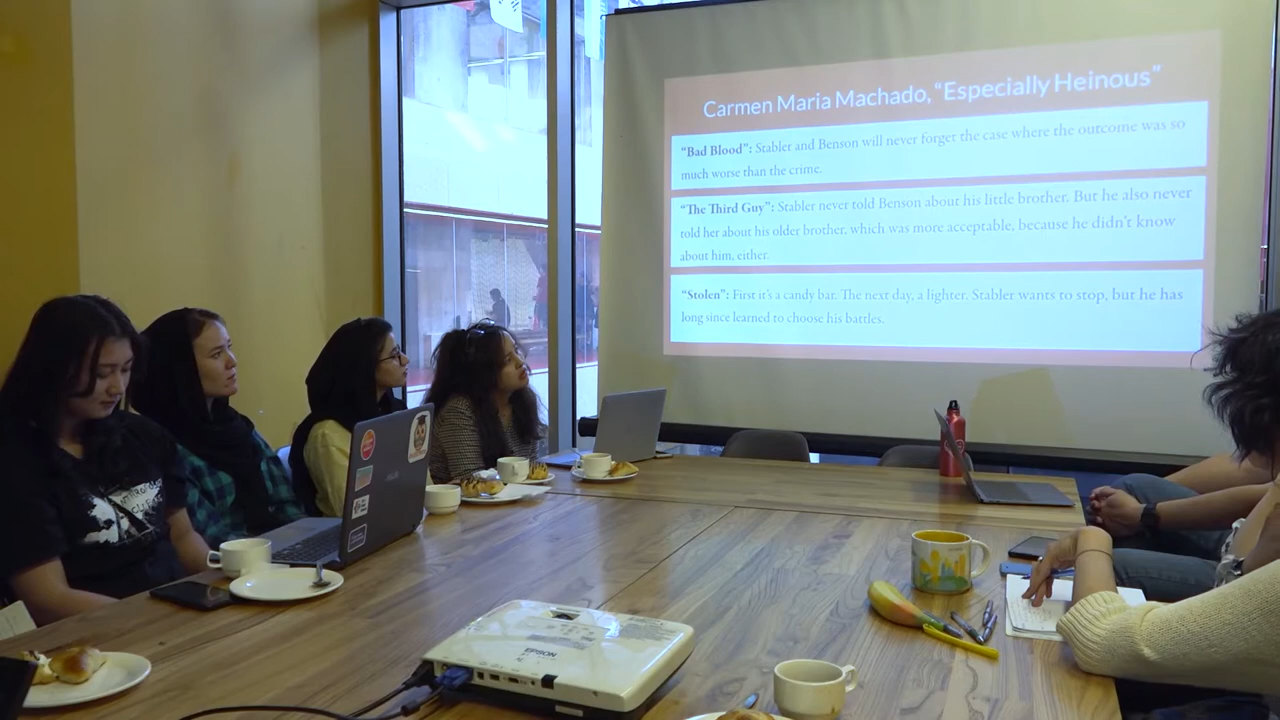 Carmen Maria Machado, “Especially Heinous”
“Bad Blood”: Stabler and Benson will never forget the case where the outcome was so
much worse than the crime.
“The Third Guy”: Stabler never told Benson about his little brother. But he also never
told her about his older brother, which was more acceptable, because he didn’t know
about him, either.
“Stolen”: First it’s a candy bar. The next day, a lighter. Stabler wants to stop, but he has
long since learned to choose his battles.
EPSON